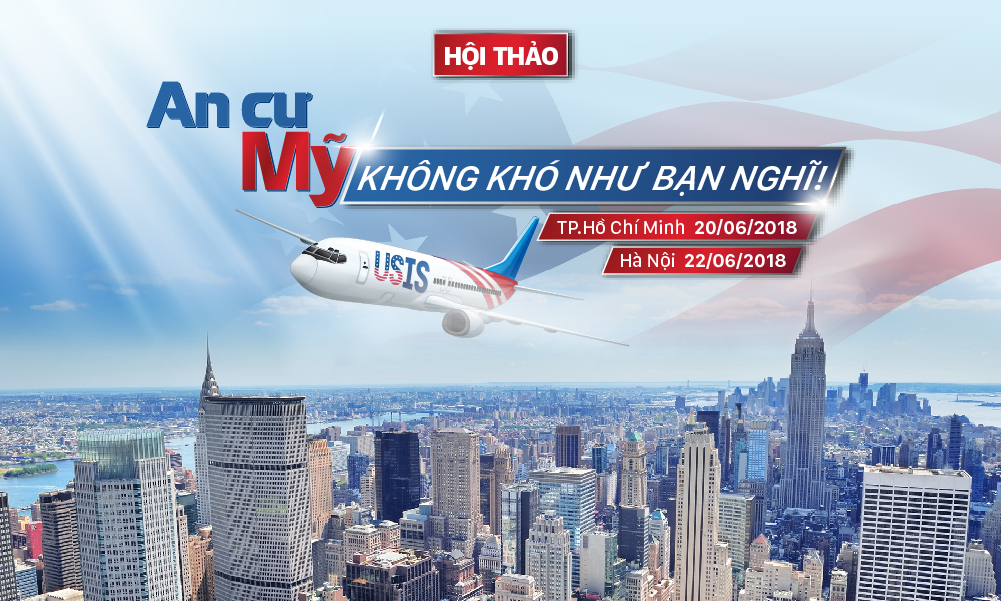 HỘI THẢO
An cư
Mỹ
KHÔNG KHÓ NHƯ BẠN NGHĨ!
TP.Hồ Chí Minh 20/06/2018
Hà Nội 22/06/2018
USIS